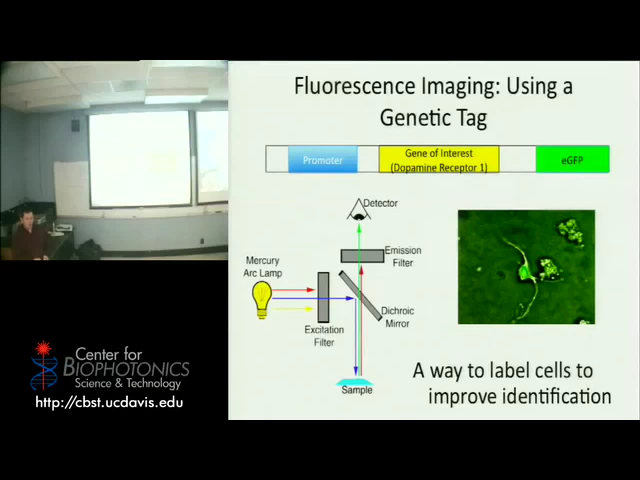 Fluorescence Imaging: Using a
Genetic Tag
Promoter
Gene of Interest
(Dopamine Receptor 1)
eGFP
Detector
Emission
Filter
Mercury
Arc Lamp
Excitation
Filter
Dichroic
Mirror
Sample
A way to label cells to
improve identification
Center for
BIOPHOTONICS
Science & Technology
http://cbst.ucdavis.edu